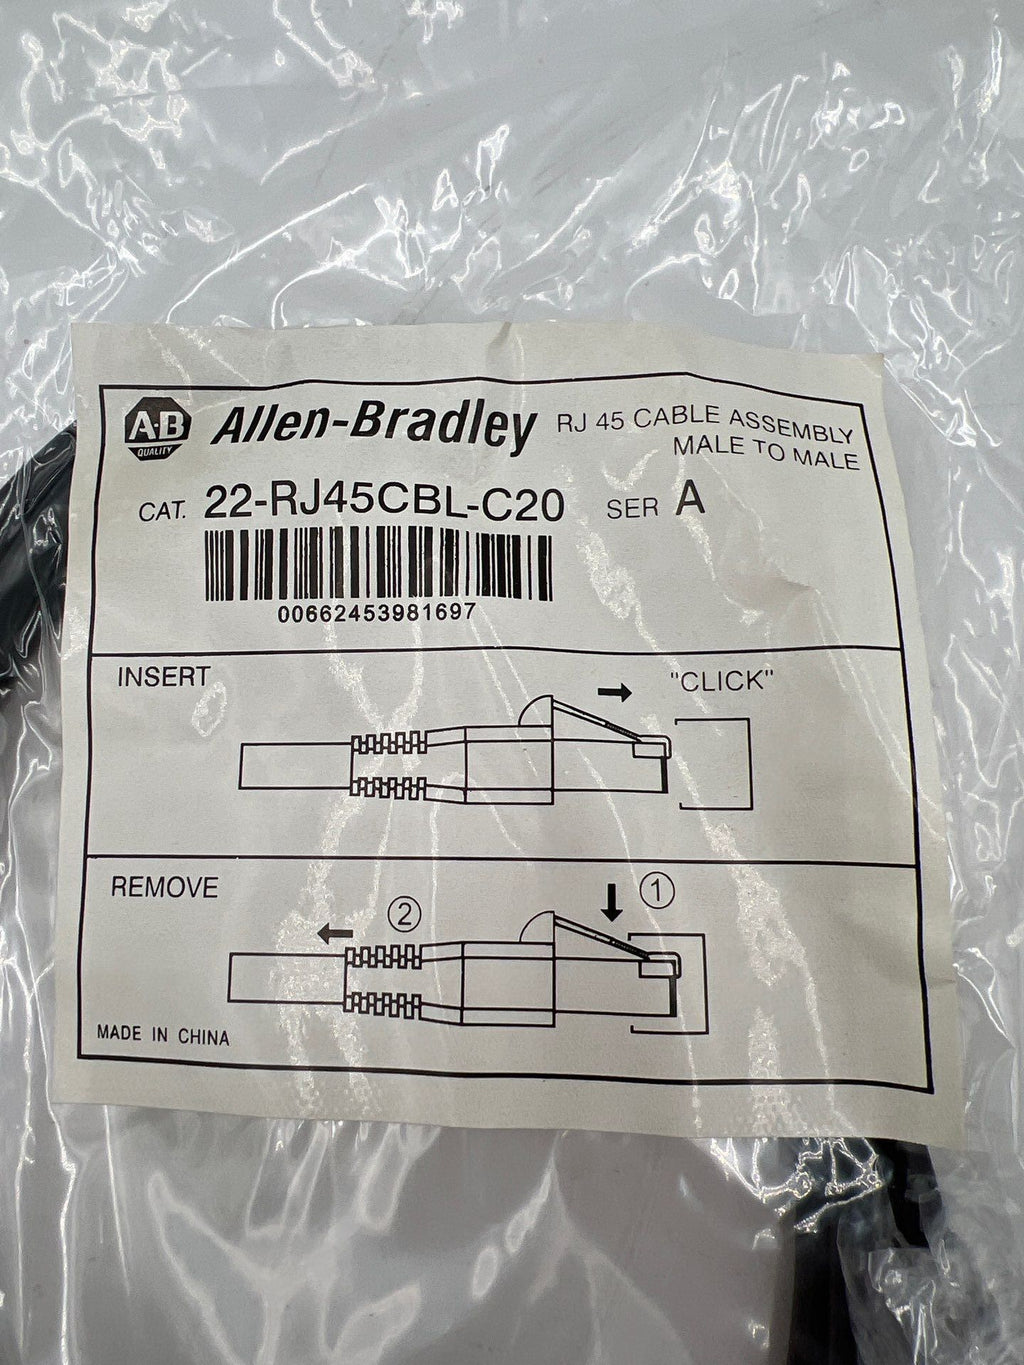 A·B
QUALITY
Allen-Bradley
RJ 45 CABLE ASSEMBLY
MALE TO MALE
CAT. 22-RJ45CBL-C20 SER A
00662453981697
INSERT
"CLICK"
REMOVE
1
2
MADE IN CHINA